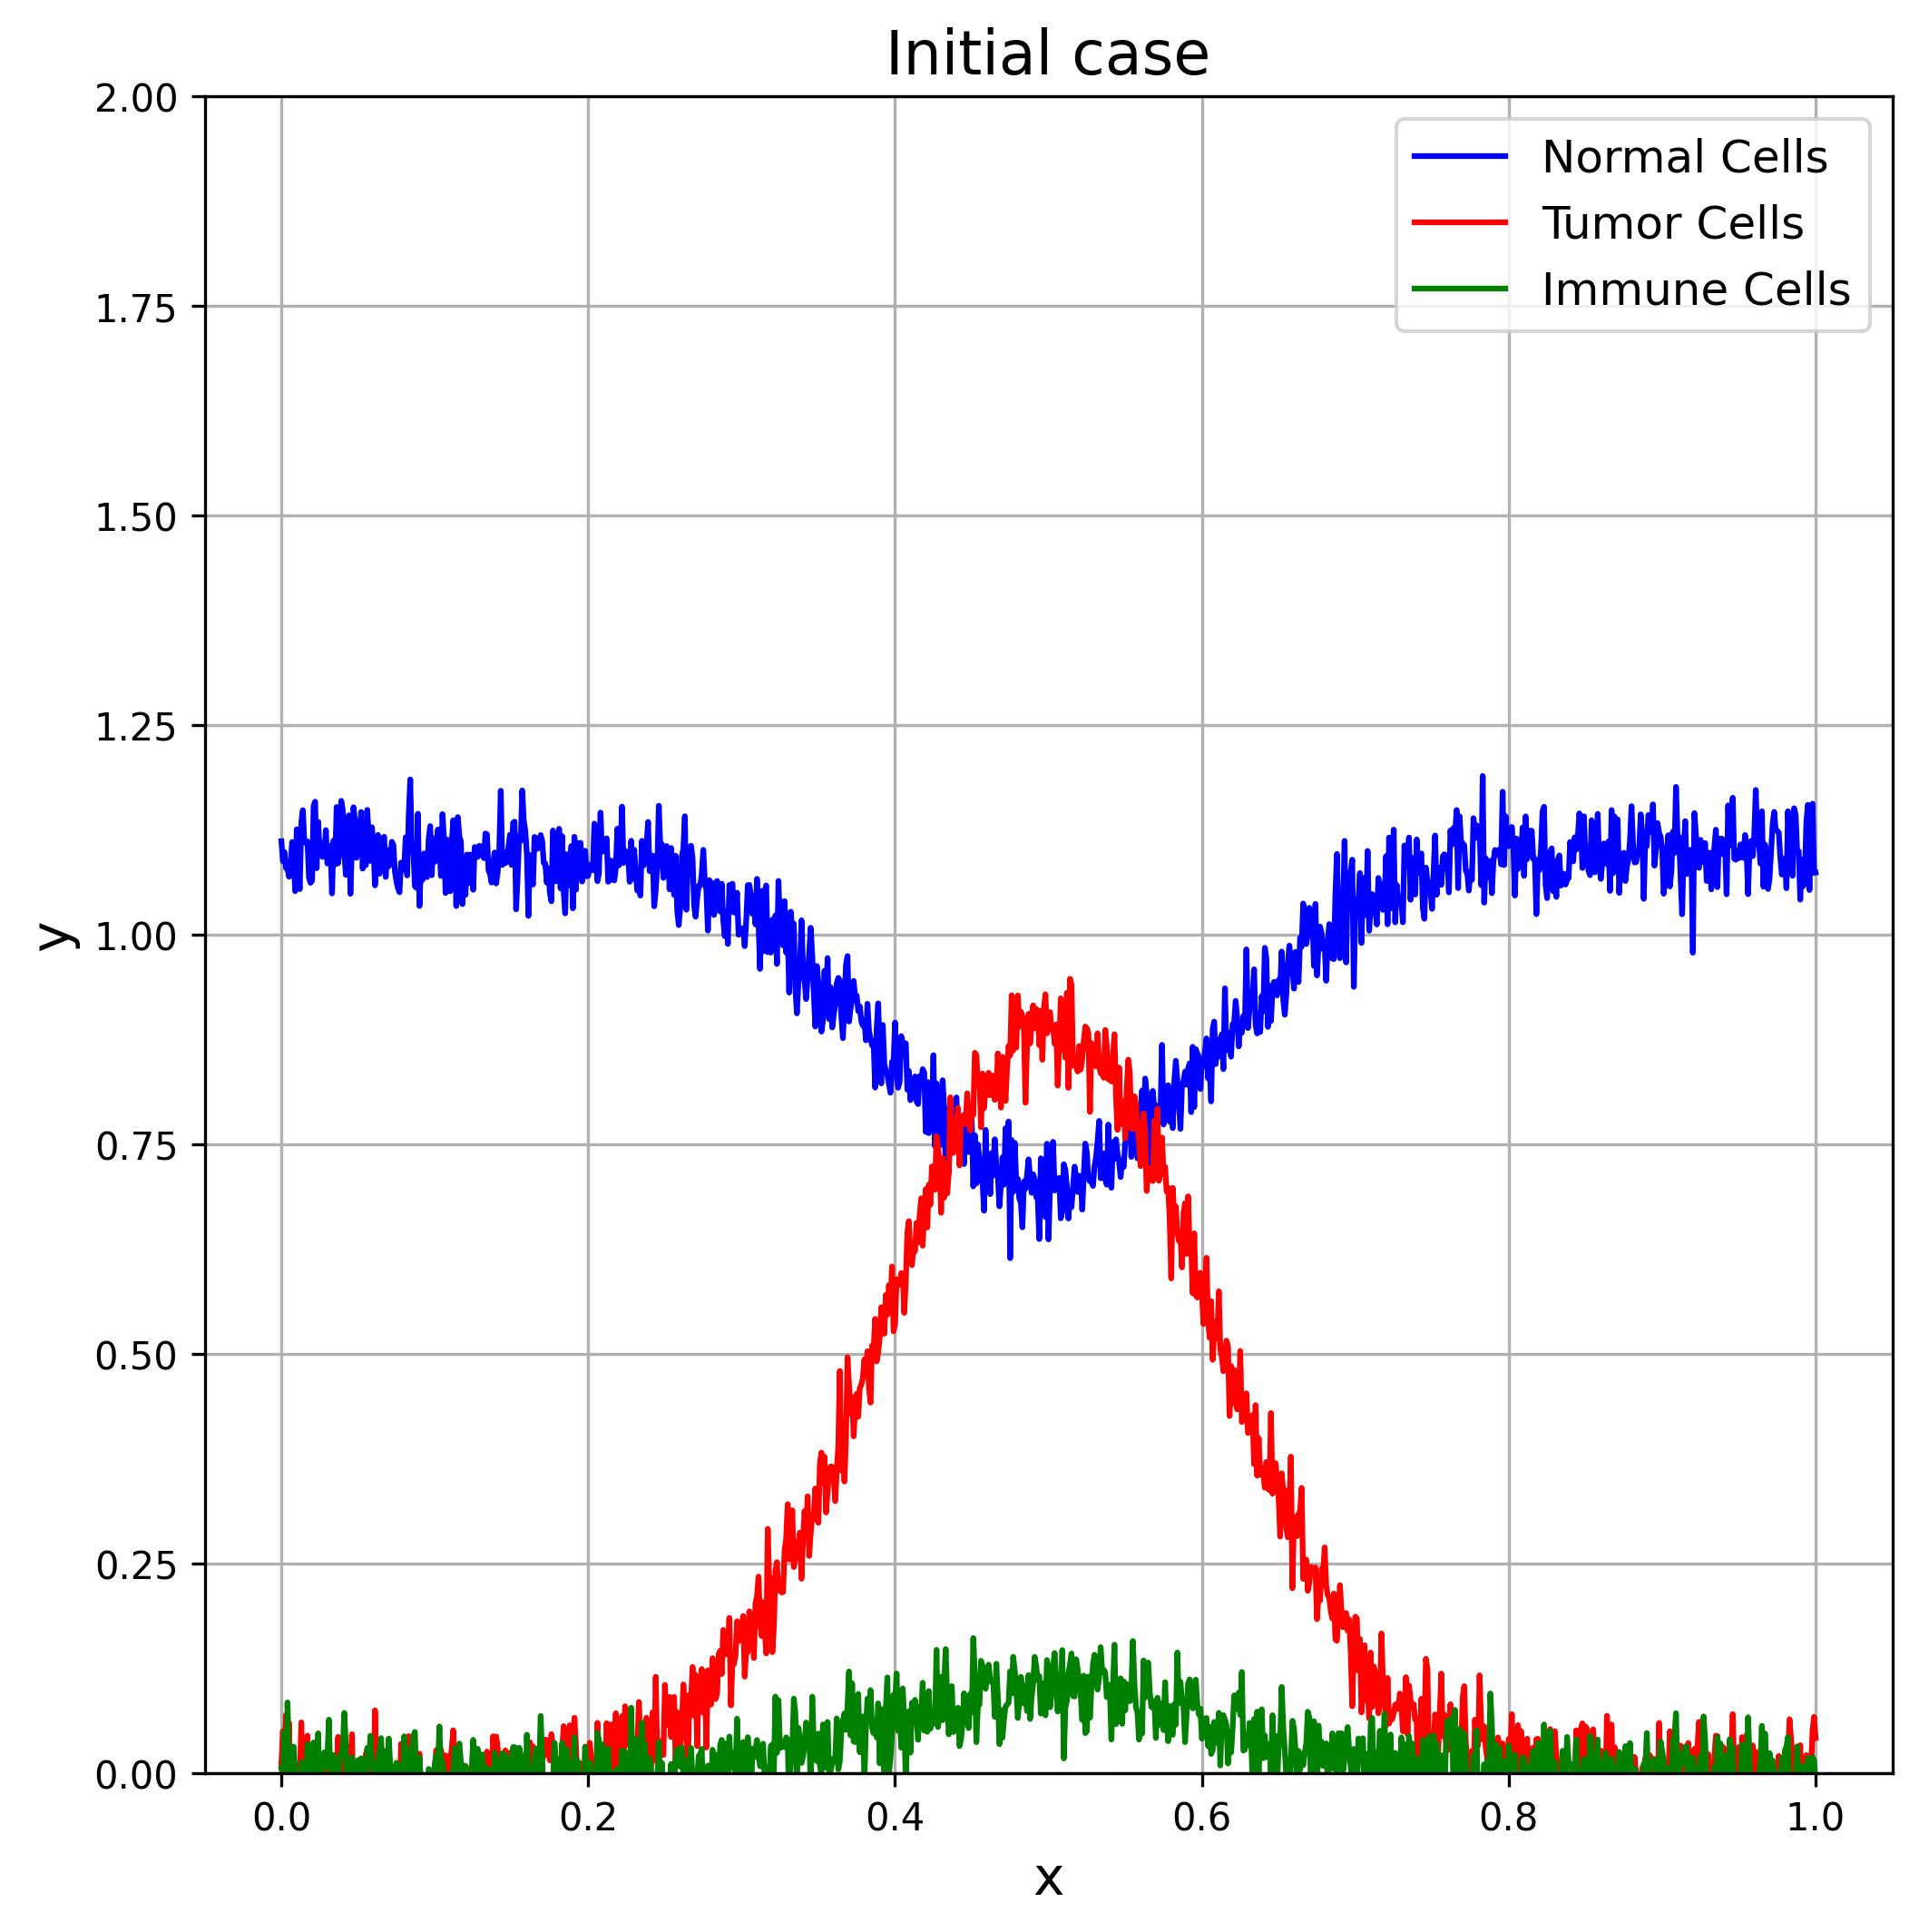 Initial case
2.00
1.75
1.50
1.25
1.00
0.75
0.50
0.25
0.00
y
Normal Cells
Tumor Cells
Immune Cells
0.0 0.2 0.4 0.6 0.8 1.0
x